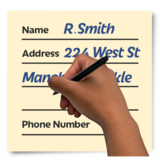 Name R. Smith
Address 224 West St
Phone Number